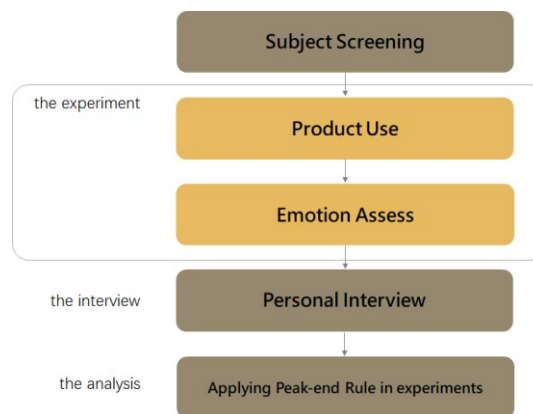 Subject Screening
the experiment
Product Use
Emotion Assess
the interview
Personal Interview
the analysis
Applying Peak-end Rule in experiments